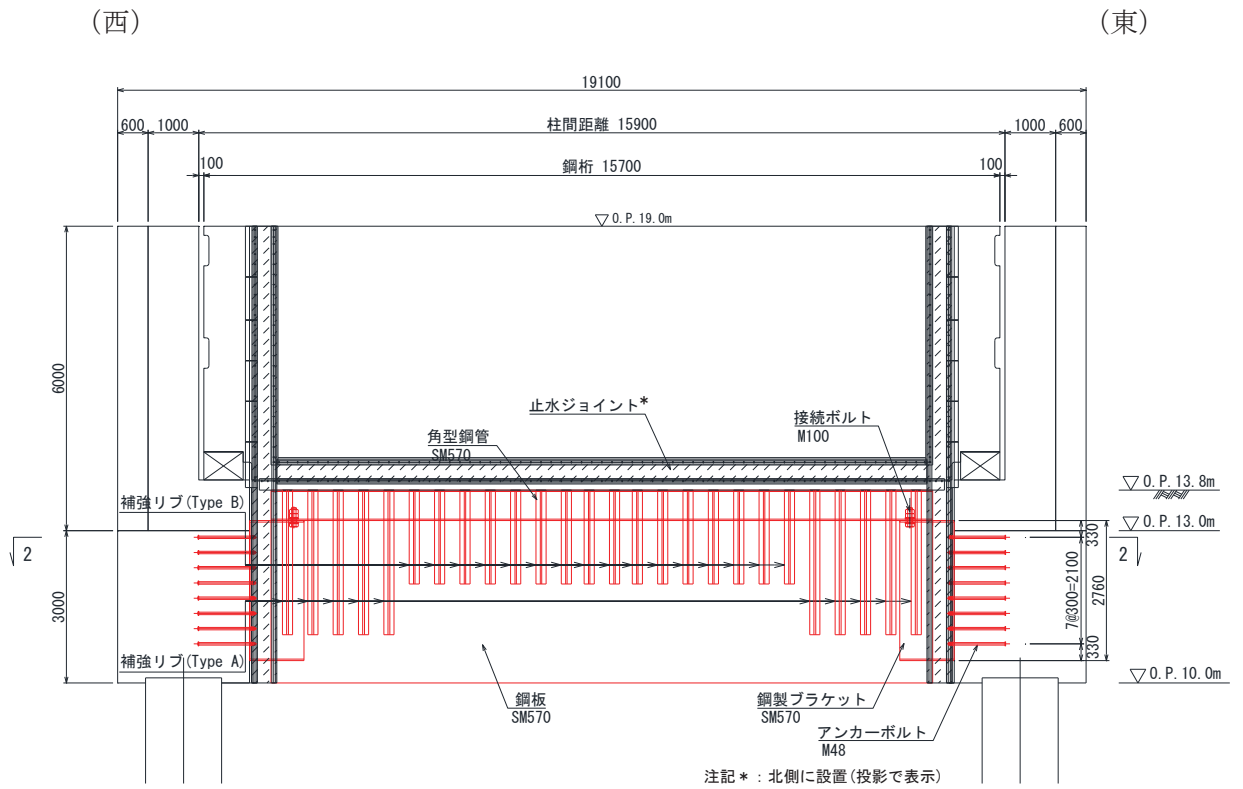 （西）
（東）
19100
600
1000
柱間距離 15900
1000
600
100
鋼桁 15700
100
▽O.P.19.0m
6000
止水ジョイント*
接続ボルト
M100
角型鋼管
SM570
補強リブ(Type B)
▽O.P.13.8m
▽O.P.13.0m
2
2
330
7@300=2100
2760
330
3000
補強リブ(Type A)
▽O.P.10.0m
鋼板
SM570
鋼製ブラケット
SM570
アンカーボルト
M48
注記＊：北側に設置(投影で表示)